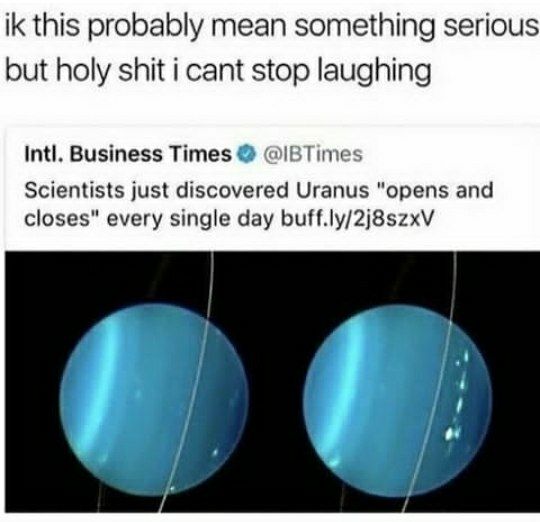 ik this probably mean something serious
but holy shit i cant stop laughing
Intl. Business Times @IBTimes
Scientists just discovered Uranus "opens and
closes" every single day buff.ly/2j8szxV